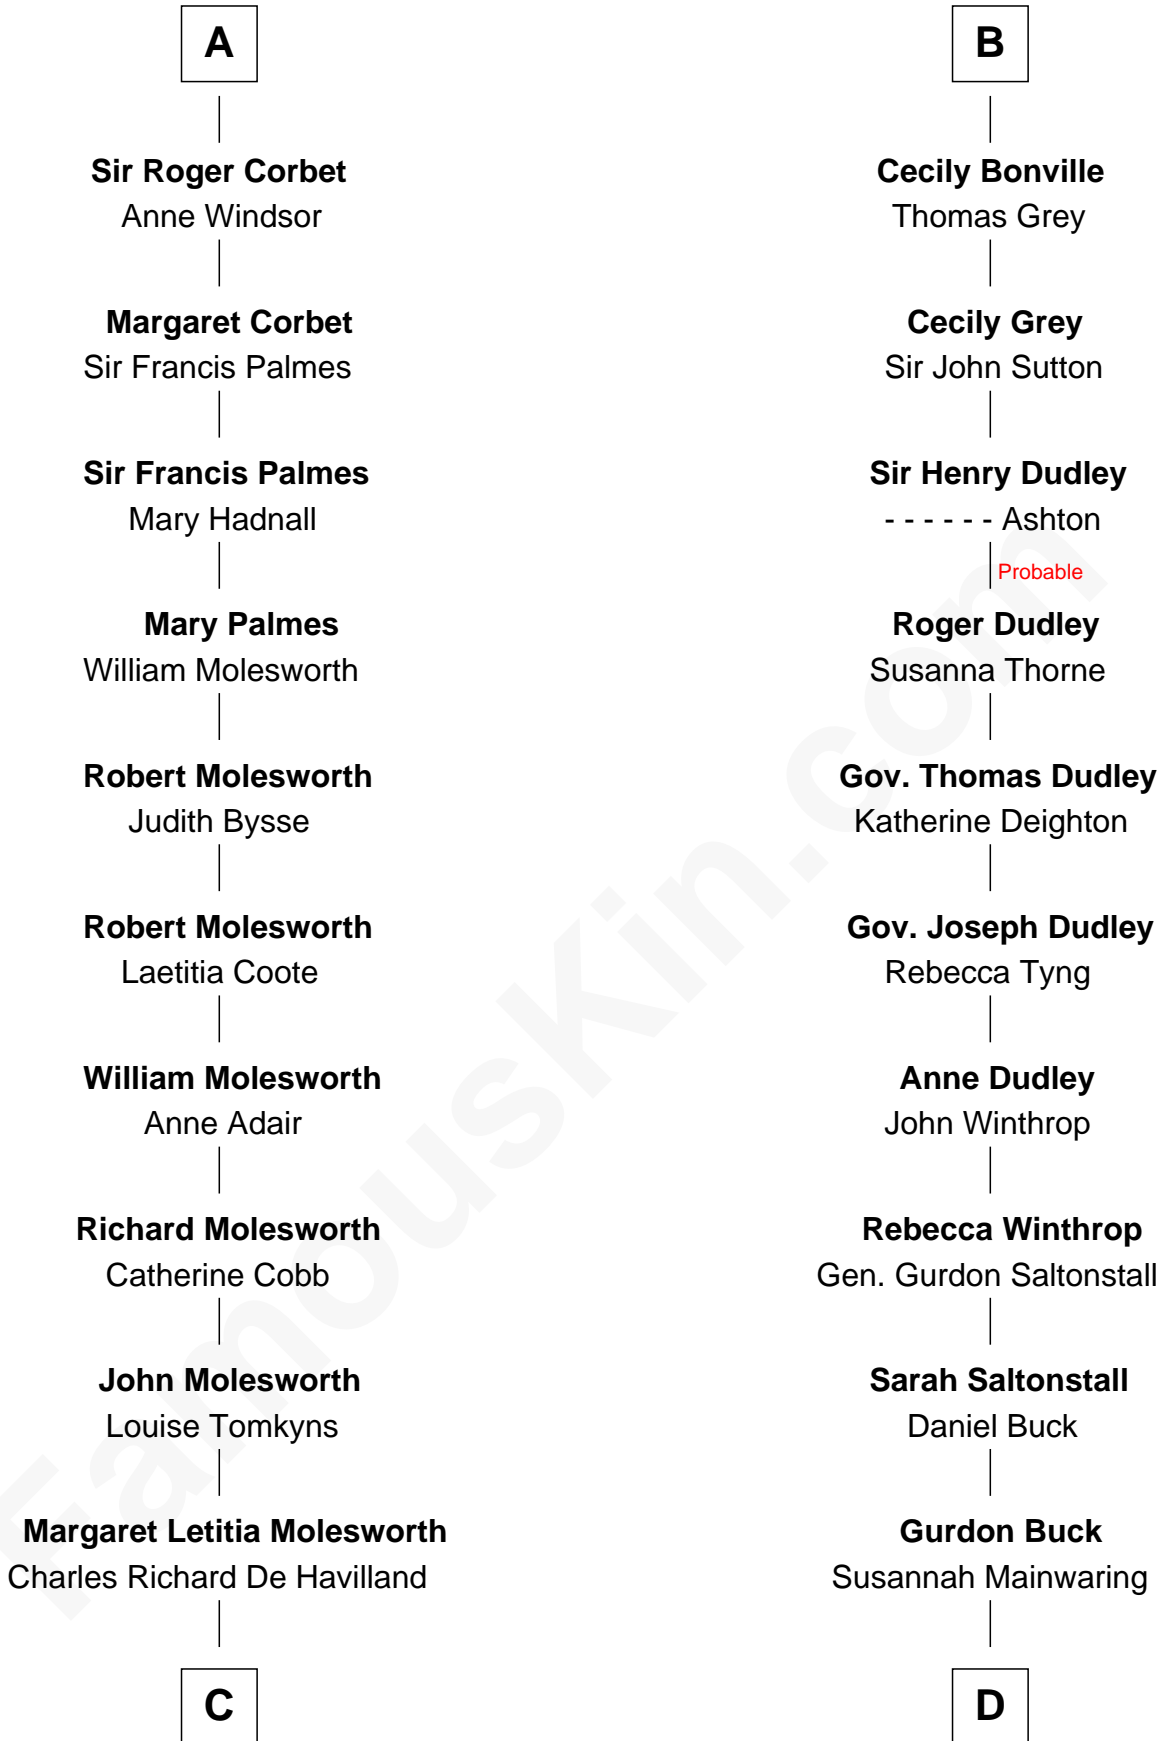 A
Sir Roger Corbet
Anne Windsor
Margaret Corbet
Sir Francis Palmes
Sir Francis Palmes
Mary Hadnall
Mary Palmes
William Molesworth
Robert Molesworth
Judith Bysse
Robert Molesworth
Laetitia Coote
William Molesworth
Anne Adair
Richard Molesworth
Catherine Cobb
John Molesworth
Louise Tomkyns
Margaret Letitia Molesworth
Charles Richard De Havilland
C
B
Cecily Bonville
Thomas Grey
Cecily Grey
Sir John Sutton
Sir Henry Dudley
- - - - - - Ashton
Probable
Roger Dudley
Susanna Thorne
Gov. Thomas Dudley
Katherine Deighton
Gov. Joseph Dudley
Rebecca Tyng
Anne Dudley
John Winthrop
Rebecca Winthrop
Gen. Gurdon Saltonstall
Sarah Saltonstall
Daniel Buck
Gurdon Buck
Susannah Mainwaring
D
FamousKin.com